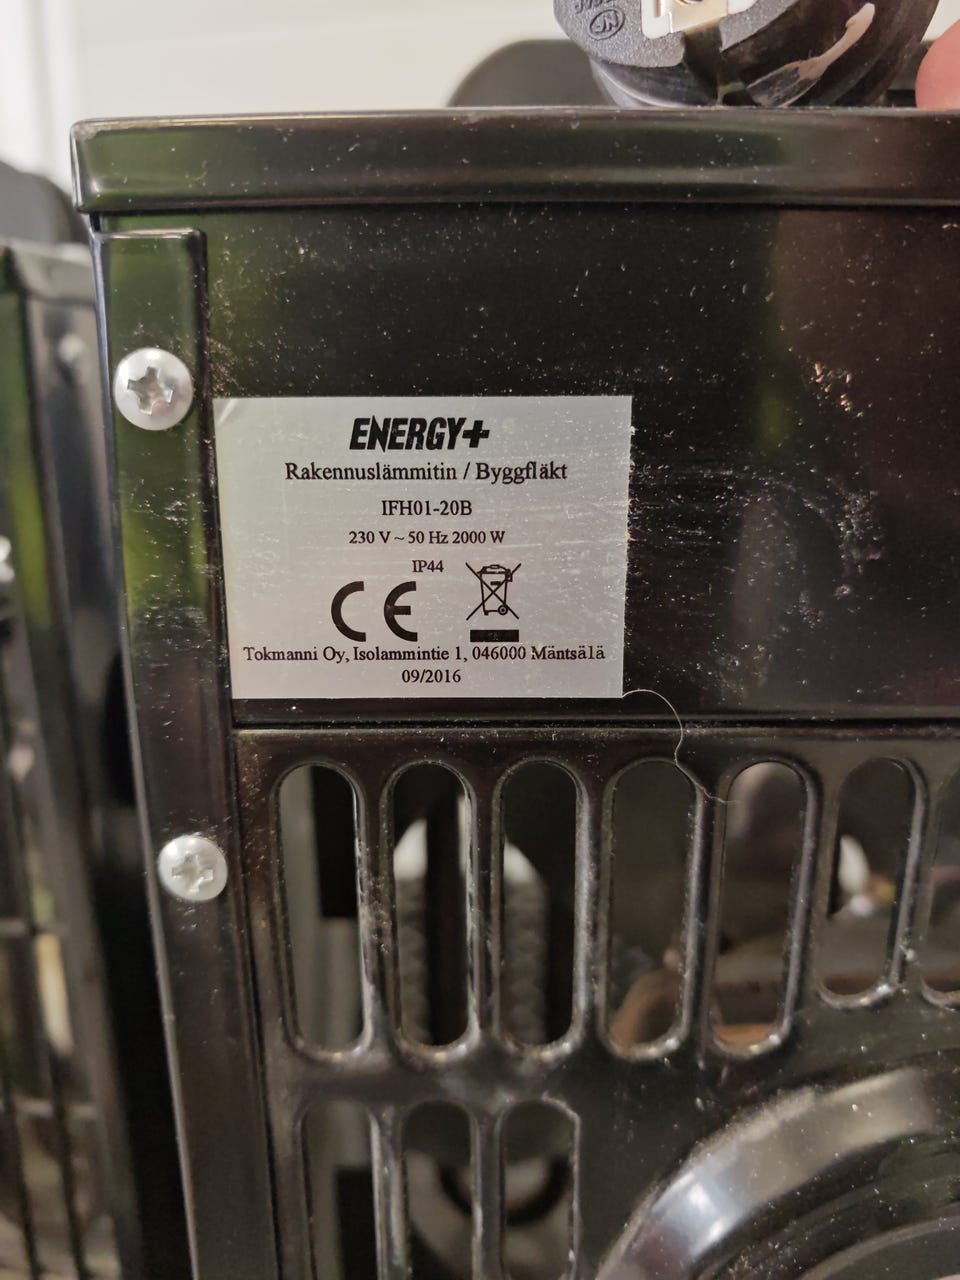 ENERGY+
Rakennuslämmitin / Byggfläkt
IFH01-20B
230 V ~ 50 Hz 2000 W
IP44
CE
Tokmanni Oy, Isolammintie 1, 046000 Mäntsälä
09/2016